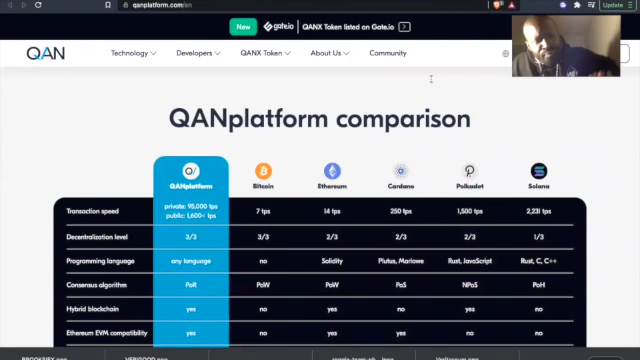 qanplatform.com/en
Update
New gate.io QANX Token listed on Gate.io
QAN Technology Developers QANX Token About Us Community
QANplatform comparison
QANplatform Bitcoin Ethereum Cardano Polkadot Solana
Transaction speed private: 95,000 tps public: 1,600< tps 7 tps 14 tps 250 tps 1,500 tps 2,231 tps
Decentralization level 3/3 3/3 2/3 2/3 2/3 1/3
Programming language any language no Solidity Plutus, Marlowe Rust, JavaScript Rust, C, C++
Consensus algorithm PoR PoW PoW PoS NPoS PoH
Hybrid blockchain yes no yes no yes no
Ethereum EVM compatibility yes no yes yes no no